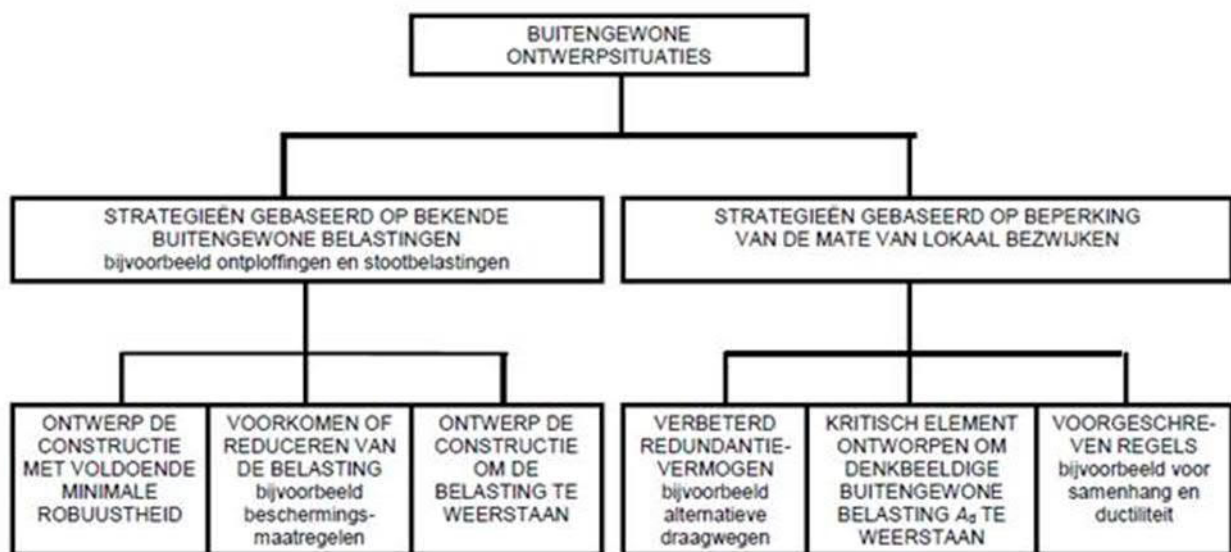 BUITENGEWONE
ONTWERPSITUATIES
STRATEGIEËN GEBASEERD OP BEKENDE
BUITENGEWONE BELASTINGEN
bijvoorbeeld ontploffingen en stootbelastingen
STRATEGIEËN GEBASEERD OP BEPERKING
VAN DE MATE VAN LOKAAL BEZWIJKEN
ONTWERP DE
CONSTRUCTIE
MET VOLDOENDE
MINIMALE
ROBUUSTHEID
VOORKOMEN OF
REDUCEREN VAN
DE BELASTING
bijvoorbeeld
beschermings-
maatregelen
ONTWERP DE
CONSTRUCTIE
OM DE
BELASTING TE
WEERSTAAN
VERBETERD
REDUNDANTIE-
VERMOGEN
bijvoorbeeld
alternatieve
draagwegen
KRITISCH ELEMENT
ONTWORPEN OM
DENKBEELDIGE
BUITENGEWONE
BELASTING Ad TE
WEERSTAAN
VOORGESCHRE-
VEN REGELS
bijvoorbeeld voor
samenhang en
ductiliteit